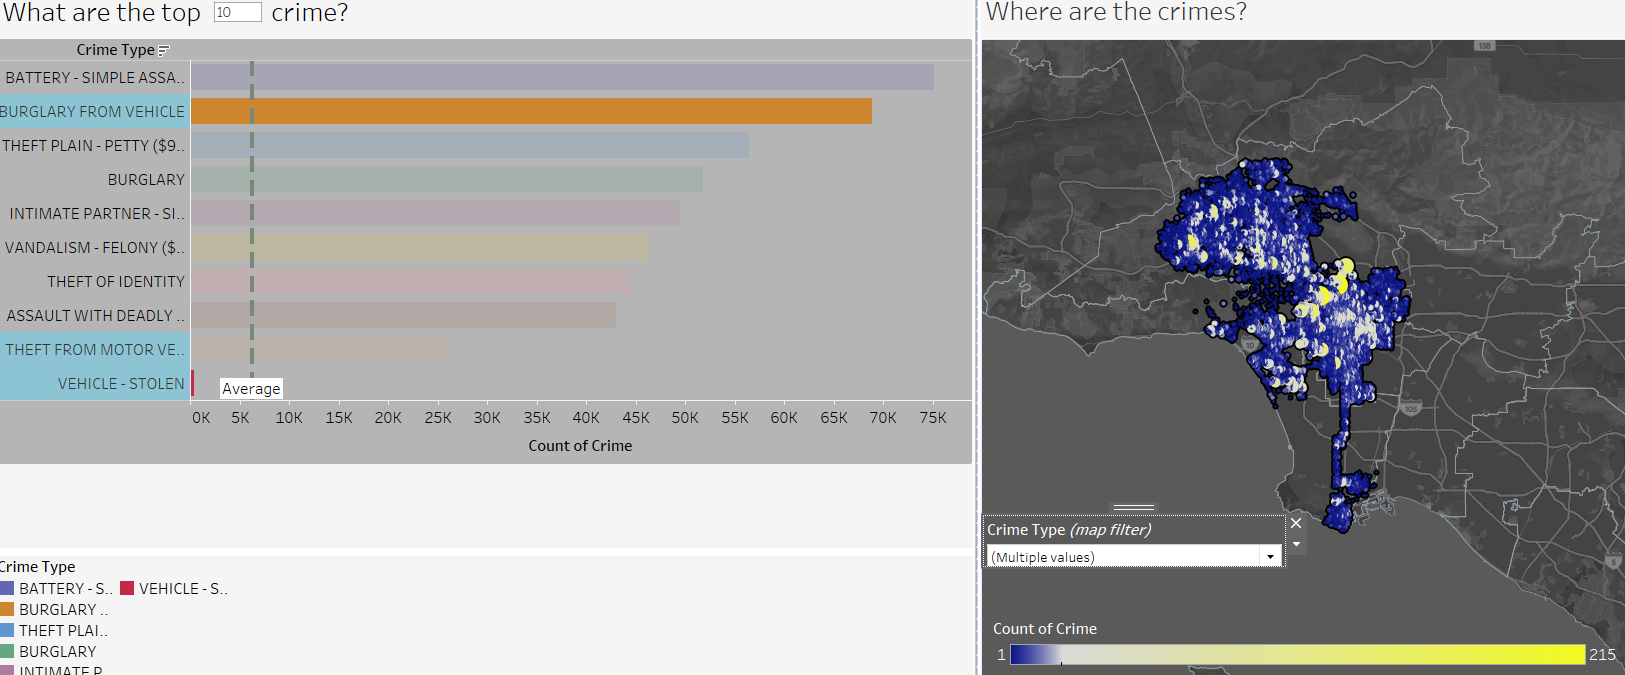 What are the top 10 crime?
Crime Type
BATTERY - SIMPLE ASSA..
BURGLARY FROM VEHICLE
THEFT PLAIN - PETTY ($9..
BURGLARY
INTIMATE PARTNER - SI..
VANDALISM - FELONY ($..
THEFT OF IDENTITY
ASSAULT WITH DEADLY ..
THEFT FROM MOTOR VE..
VEHICLE - STOLEN
Average
0K 5K 10K 15K 20K 25K 30K 35K 40K 45K 50K 55K 60K 65K 70K 75K
Count of Crime
Crime Type
BATTERY - S.. VEHICLE - S..
BURGLARY ..
THEFT PLAI..
BURGLARY
INTIMATE P
Where are the crimes?
138
10
105
5
Crime Type (map filter)
(Multiple values)
Count of Crime
1 215